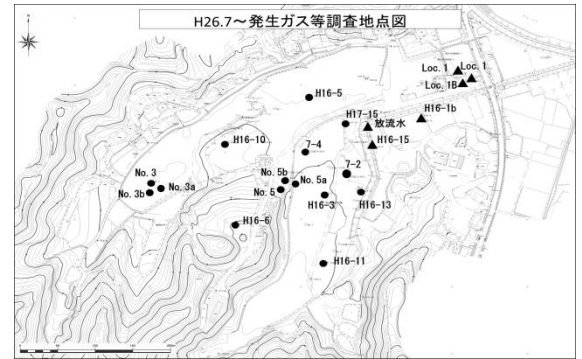 H26.7～発生ガス等調査地点図
Loc. 1
Loc. 1
Loc. 1B
H16-5
H16-1b
H17-15
放流水
H16-10
7-4
H16-15
No. 3
No. 5b
7-2
No. 3a
No. 5a
No. 3b
No. 5
H16-3
H16-13
H16-6
H16-11